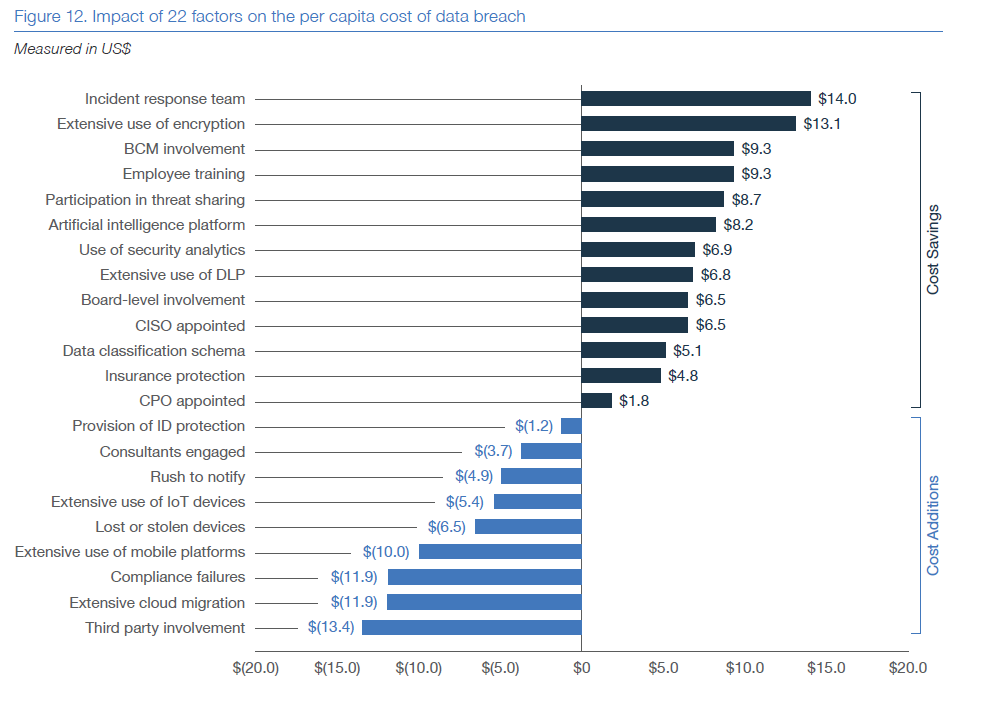 Figure 12. Impact of 22 factors on the per capita cost of data breach
Measured in US$
Incident response team $14.0
Extensive use of encryption $13.1
BCM involvement $9.3
Employee training $9.3
Participation in threat sharing $8.7
Artificial intelligence platform $8.2
Use of security analytics $6.9
Extensive use of DLP $6.8
Board-level involvement $6.5
CISO appointed $6.5
Data classification schema $5.1
Insurance protection $4.8
CPO appointed $1.8
Cost Savings
Provision of ID protection $(1.2)
Consultants engaged $(3.7)
Rush to notify $(4.9)
Extensive use of IoT devices $(5.4)
Lost or stolen devices $(6.5)
Extensive use of mobile platforms $(10.0)
Compliance failures $(11.9)
Extensive cloud migration $(11.9)
Third party involvement $(13.4)
Cost Additions
$(20.0) $(15.0) $(10.0) $(5.0) $0 $5.0 $10.0 $15.0 $20.0